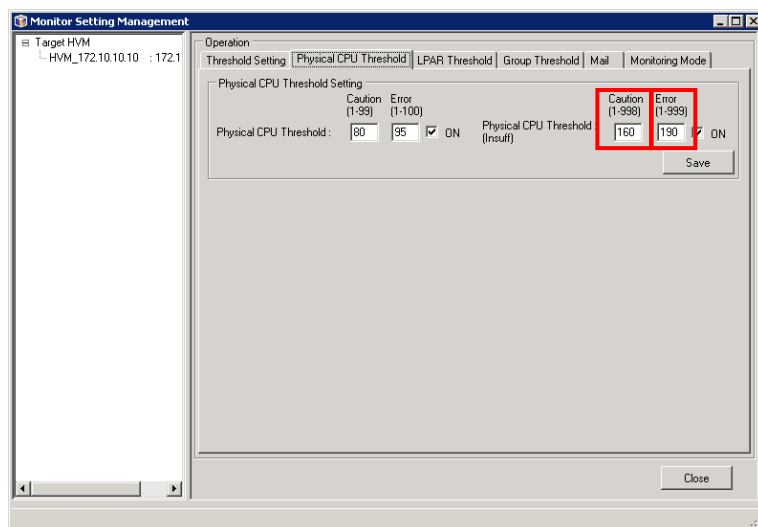 Monitor Setting Management
Target HVM
HVM_172.10.10.10 : 172.1
Operation
Threshold Setting Physical CPU Threshold LPAR Threshold Group Threshold Mail Monitoring Mode
Physical CPU Threshold Setting
Caution Error Caution Error
(1-99) (1-100) (1-998) (1-999)
Physical CPU Threshold : 80 95 ON Physical CPU Threshold : 160 190 ON
(Insuff)
Save
Close